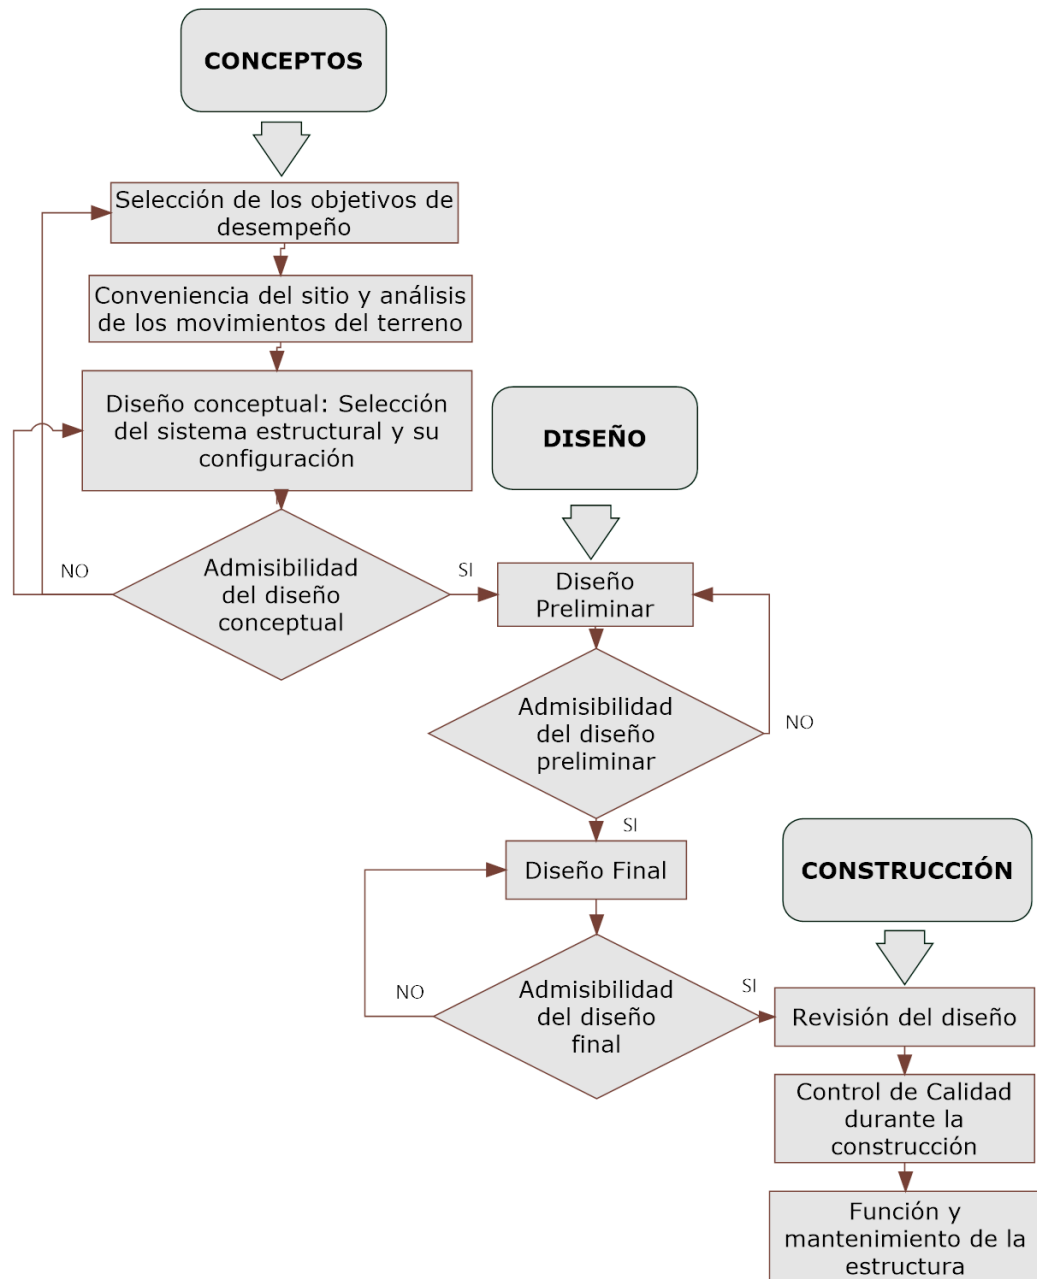 CONCEPTOS
Selección de los objetivos de
desempeño
Conveniencia del sitio y análisis
de los movimientos del terreno
Diseño conceptual: Selección
del sistema estructural y su
configuración
NO
Admisibilidad
del diseño
conceptual
SI
DISEÑO
Diseño
Preliminar
Admisibilidad
del diseño
preliminar
NO
SI
Diseño Final
NO
Admisibilidad
del diseño
final
SI
CONSTRUCCIÓN
Revisión del diseño
Control de Calidad
durante la
construcción
Función y
mantenimiento de la
estructura